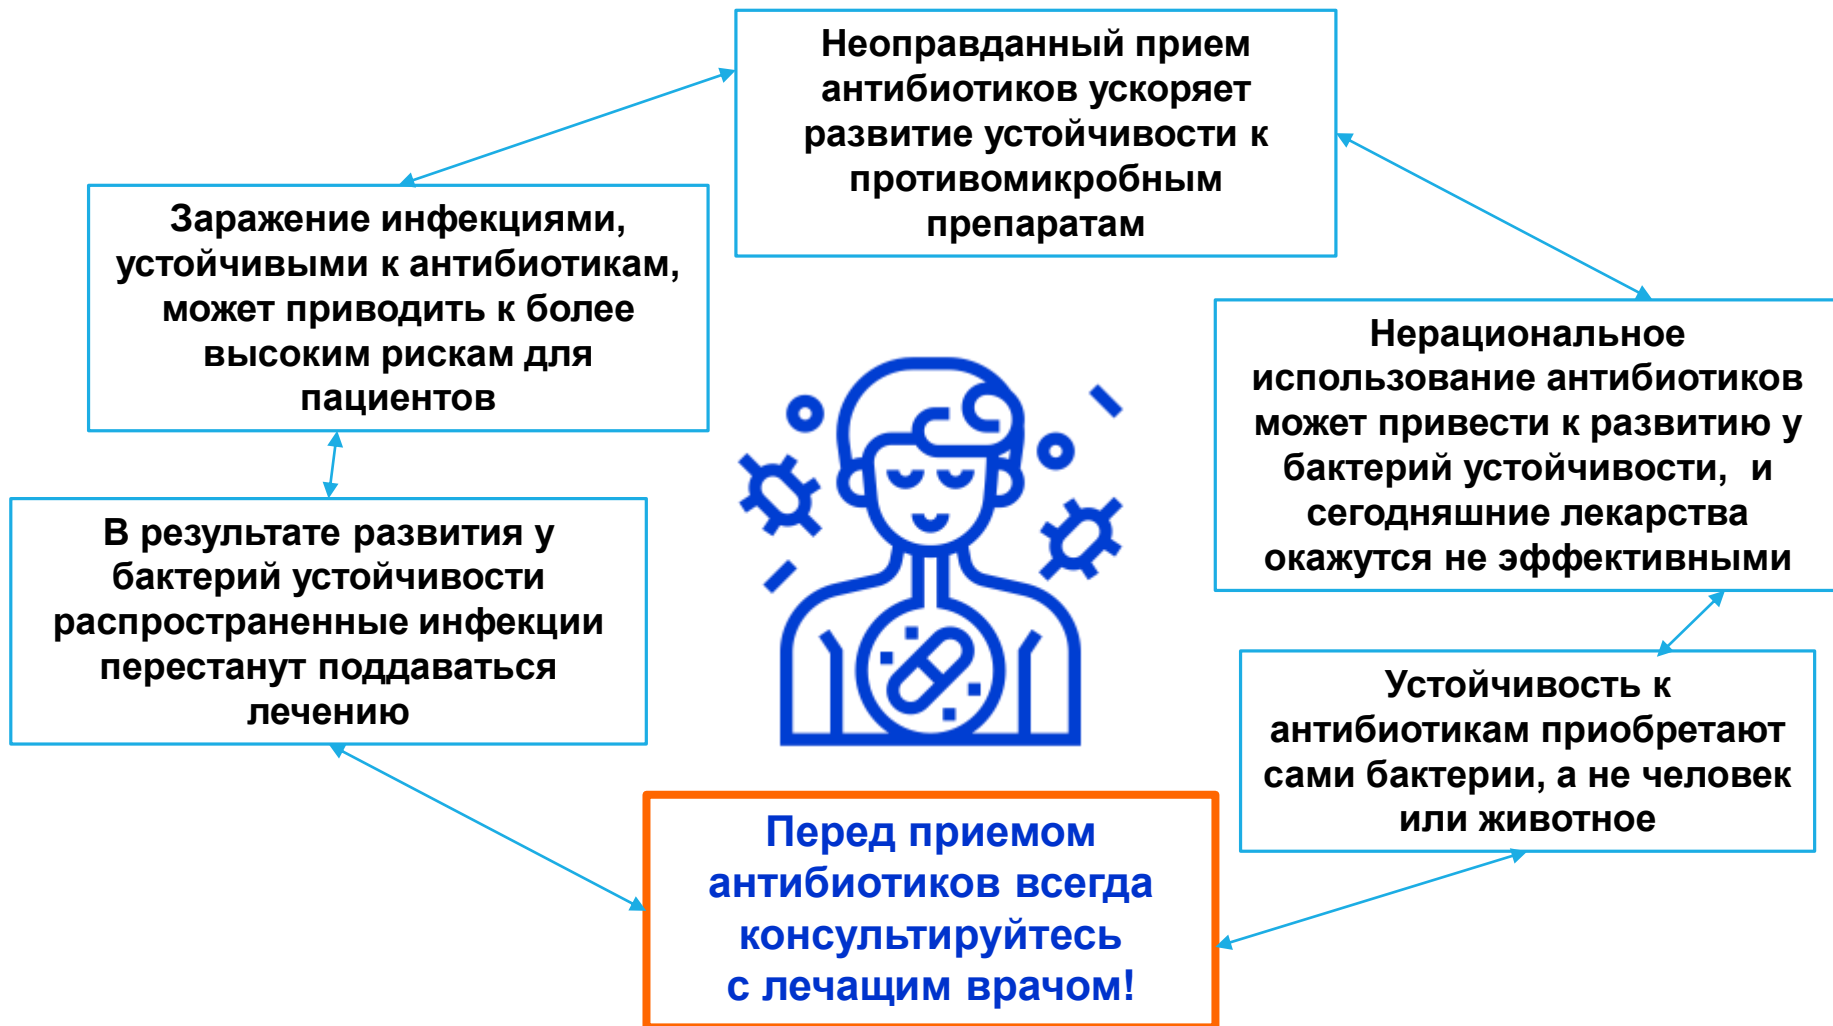 Неоправданный прием
антибиотиков ускоряет
развитие устойчивости к
противомикробным
препаратам
Заражение инфекциями,
устойчивыми к антибиотикам,
может приводить к более
высоким рискам для
пациентов
Нерациональное
использование антибиотиков
может привести к развитию у
бактерий устойчивости,  и
сегодняшние лекарства
окажутся не эффективными
В результате развития у
бактерий устойчивости
распространенные инфекции
перестанут поддаваться
лечению
Устойчивость к
антибиотикам приобретают
сами бактерии, а не человек
или животное
Перед приемом
антибиотиков всегда
консультируйтесь
с лечащим врачом!